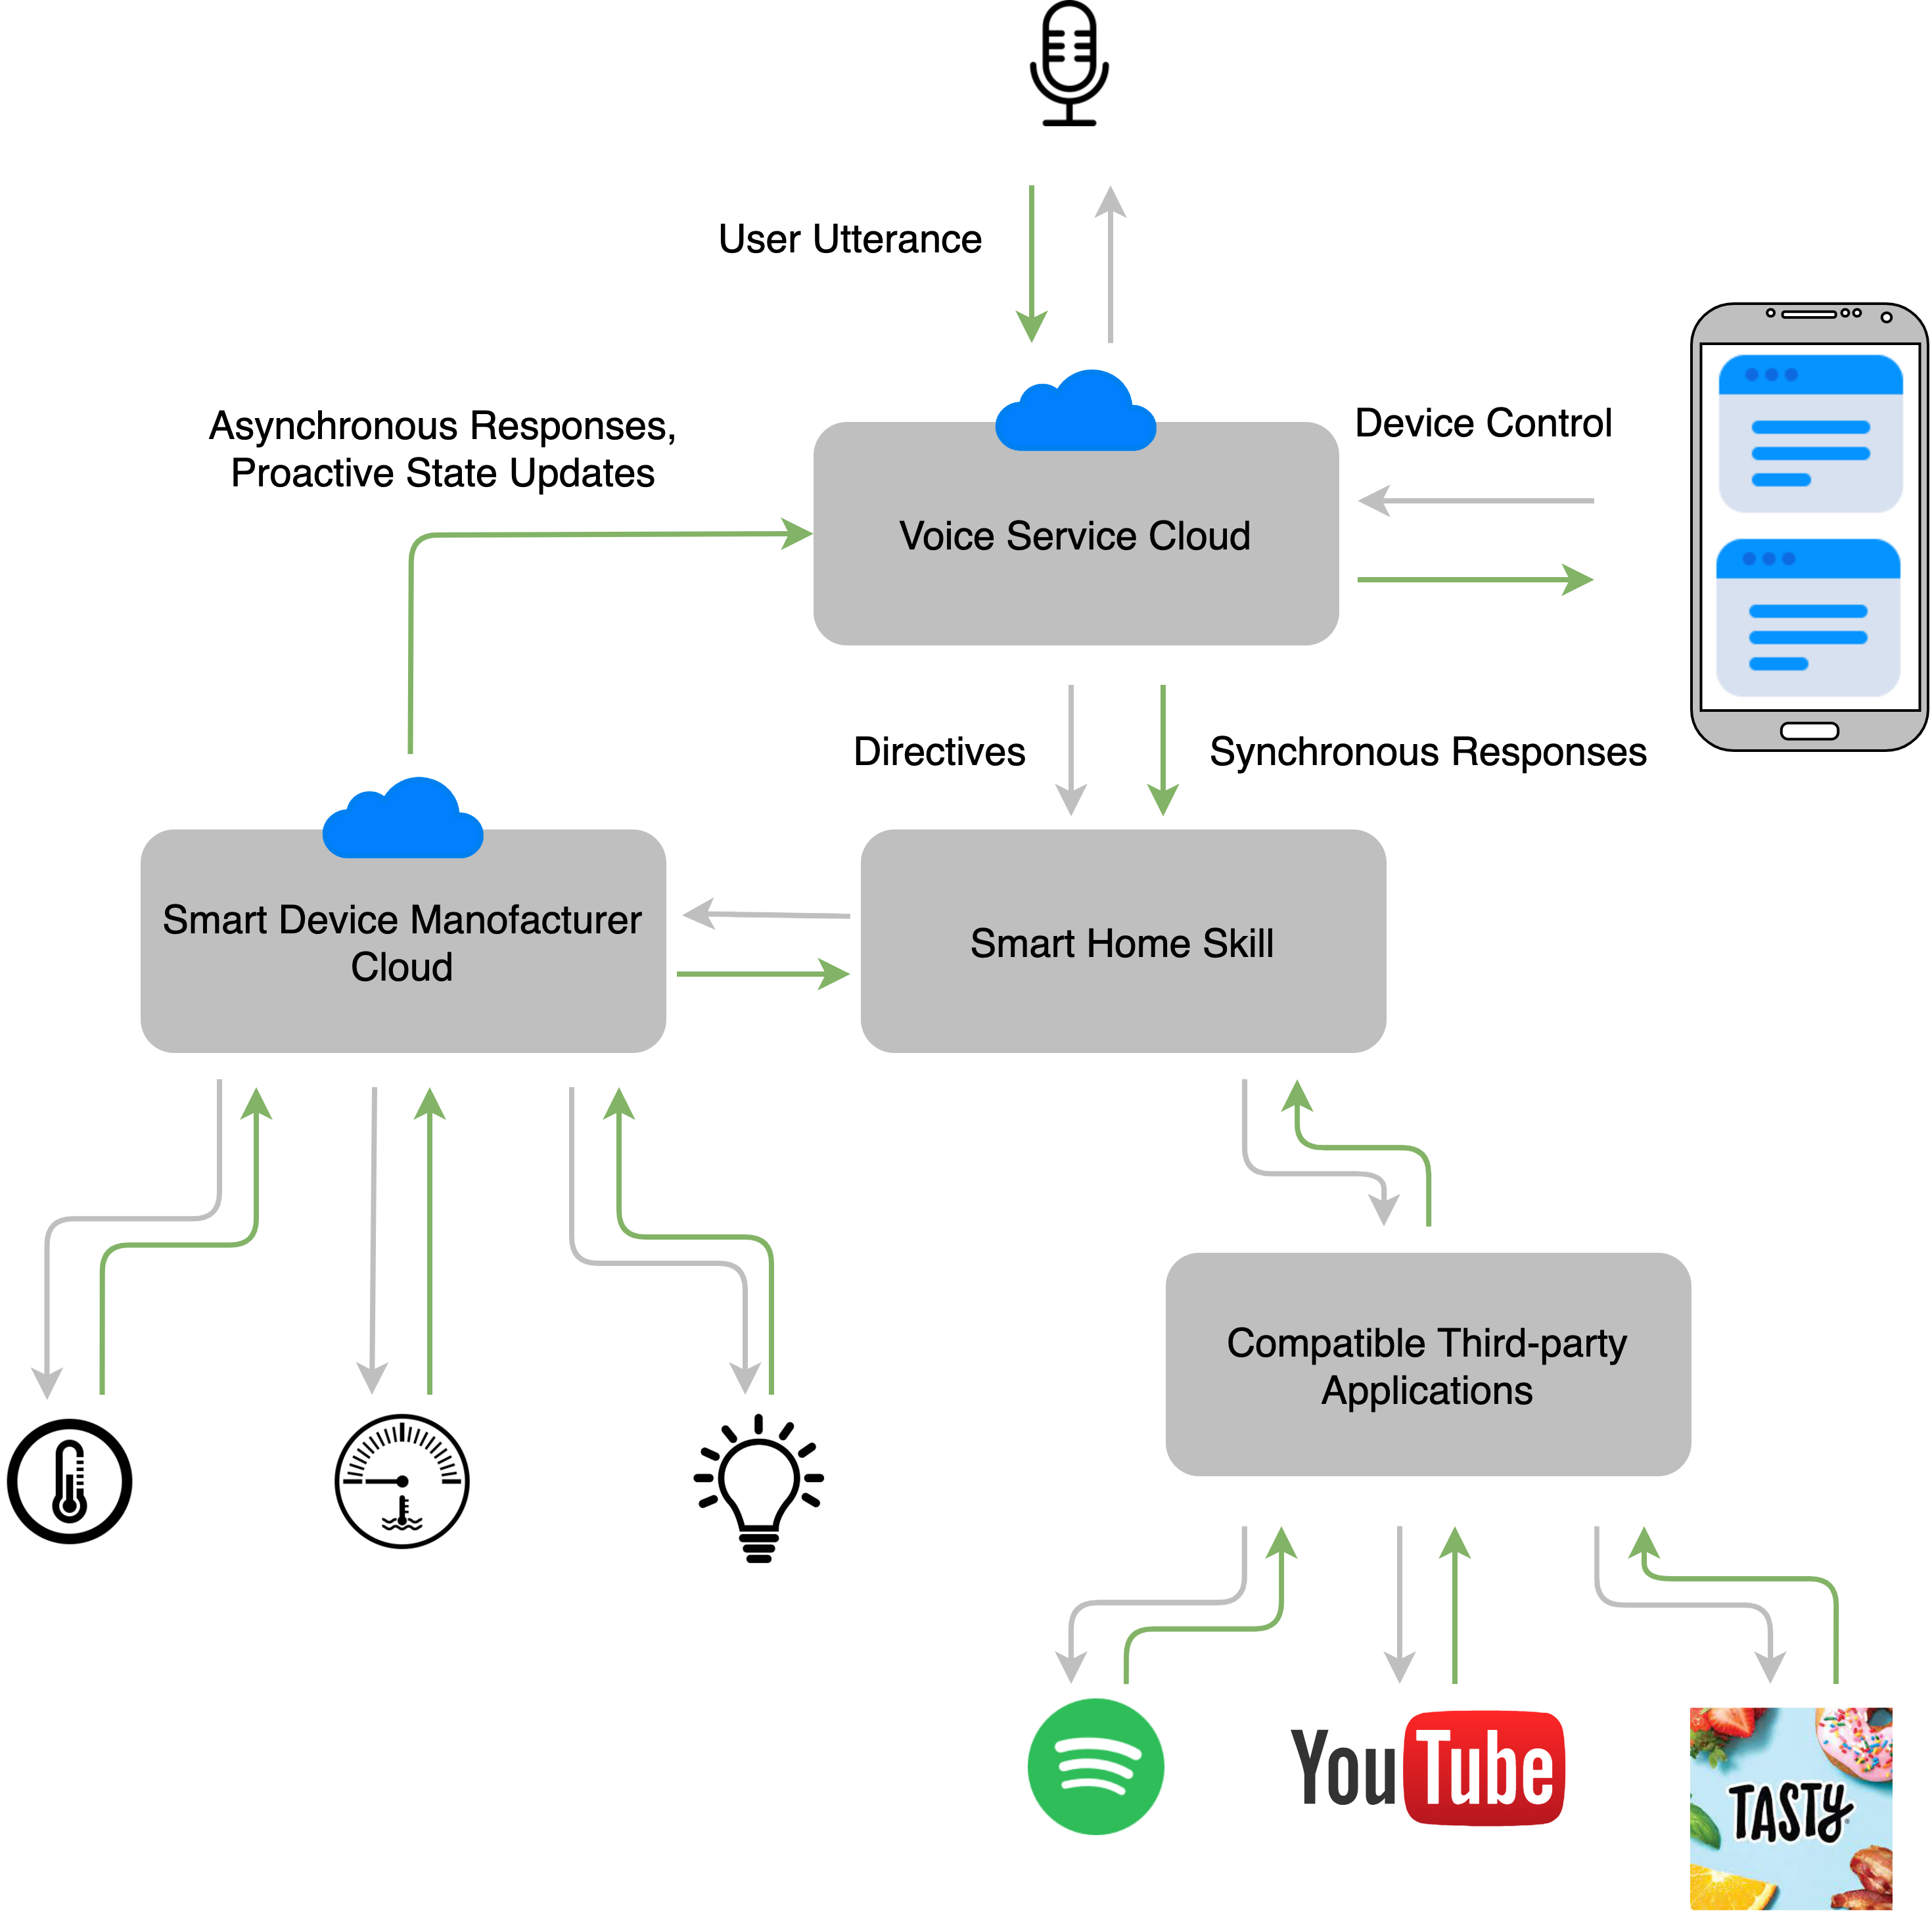 User Utterance
Asynchronous Responses,
Proactive State Updates
Device Control
Voice Service Cloud
Directives
Synchronous Responses
Smart Device Manofacturer
Cloud
Smart Home Skill
Compatible Third-party
Applications
YouTube
TASTY